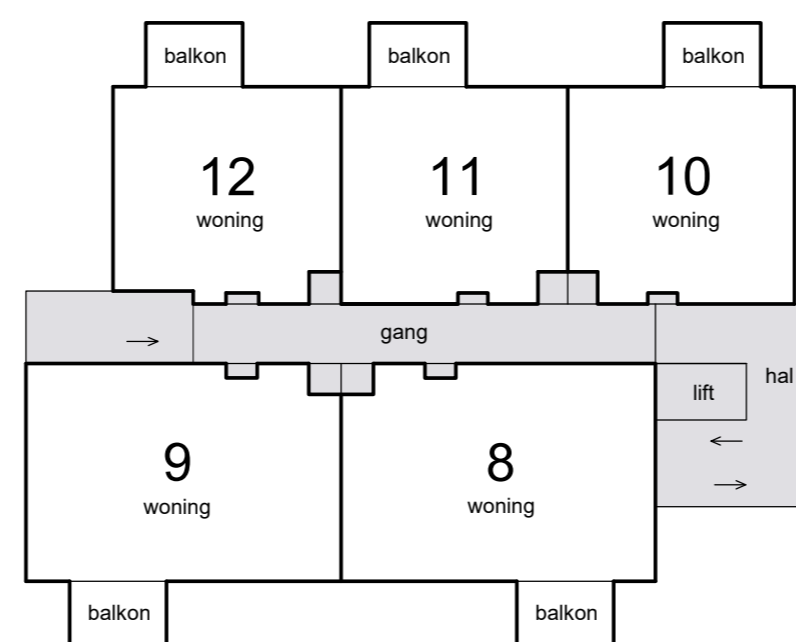 balkon
balkon
balkon
12
woning
11
woning
10
woning
gang
hal
lift
9
woning
8
woning
balkon
balkon